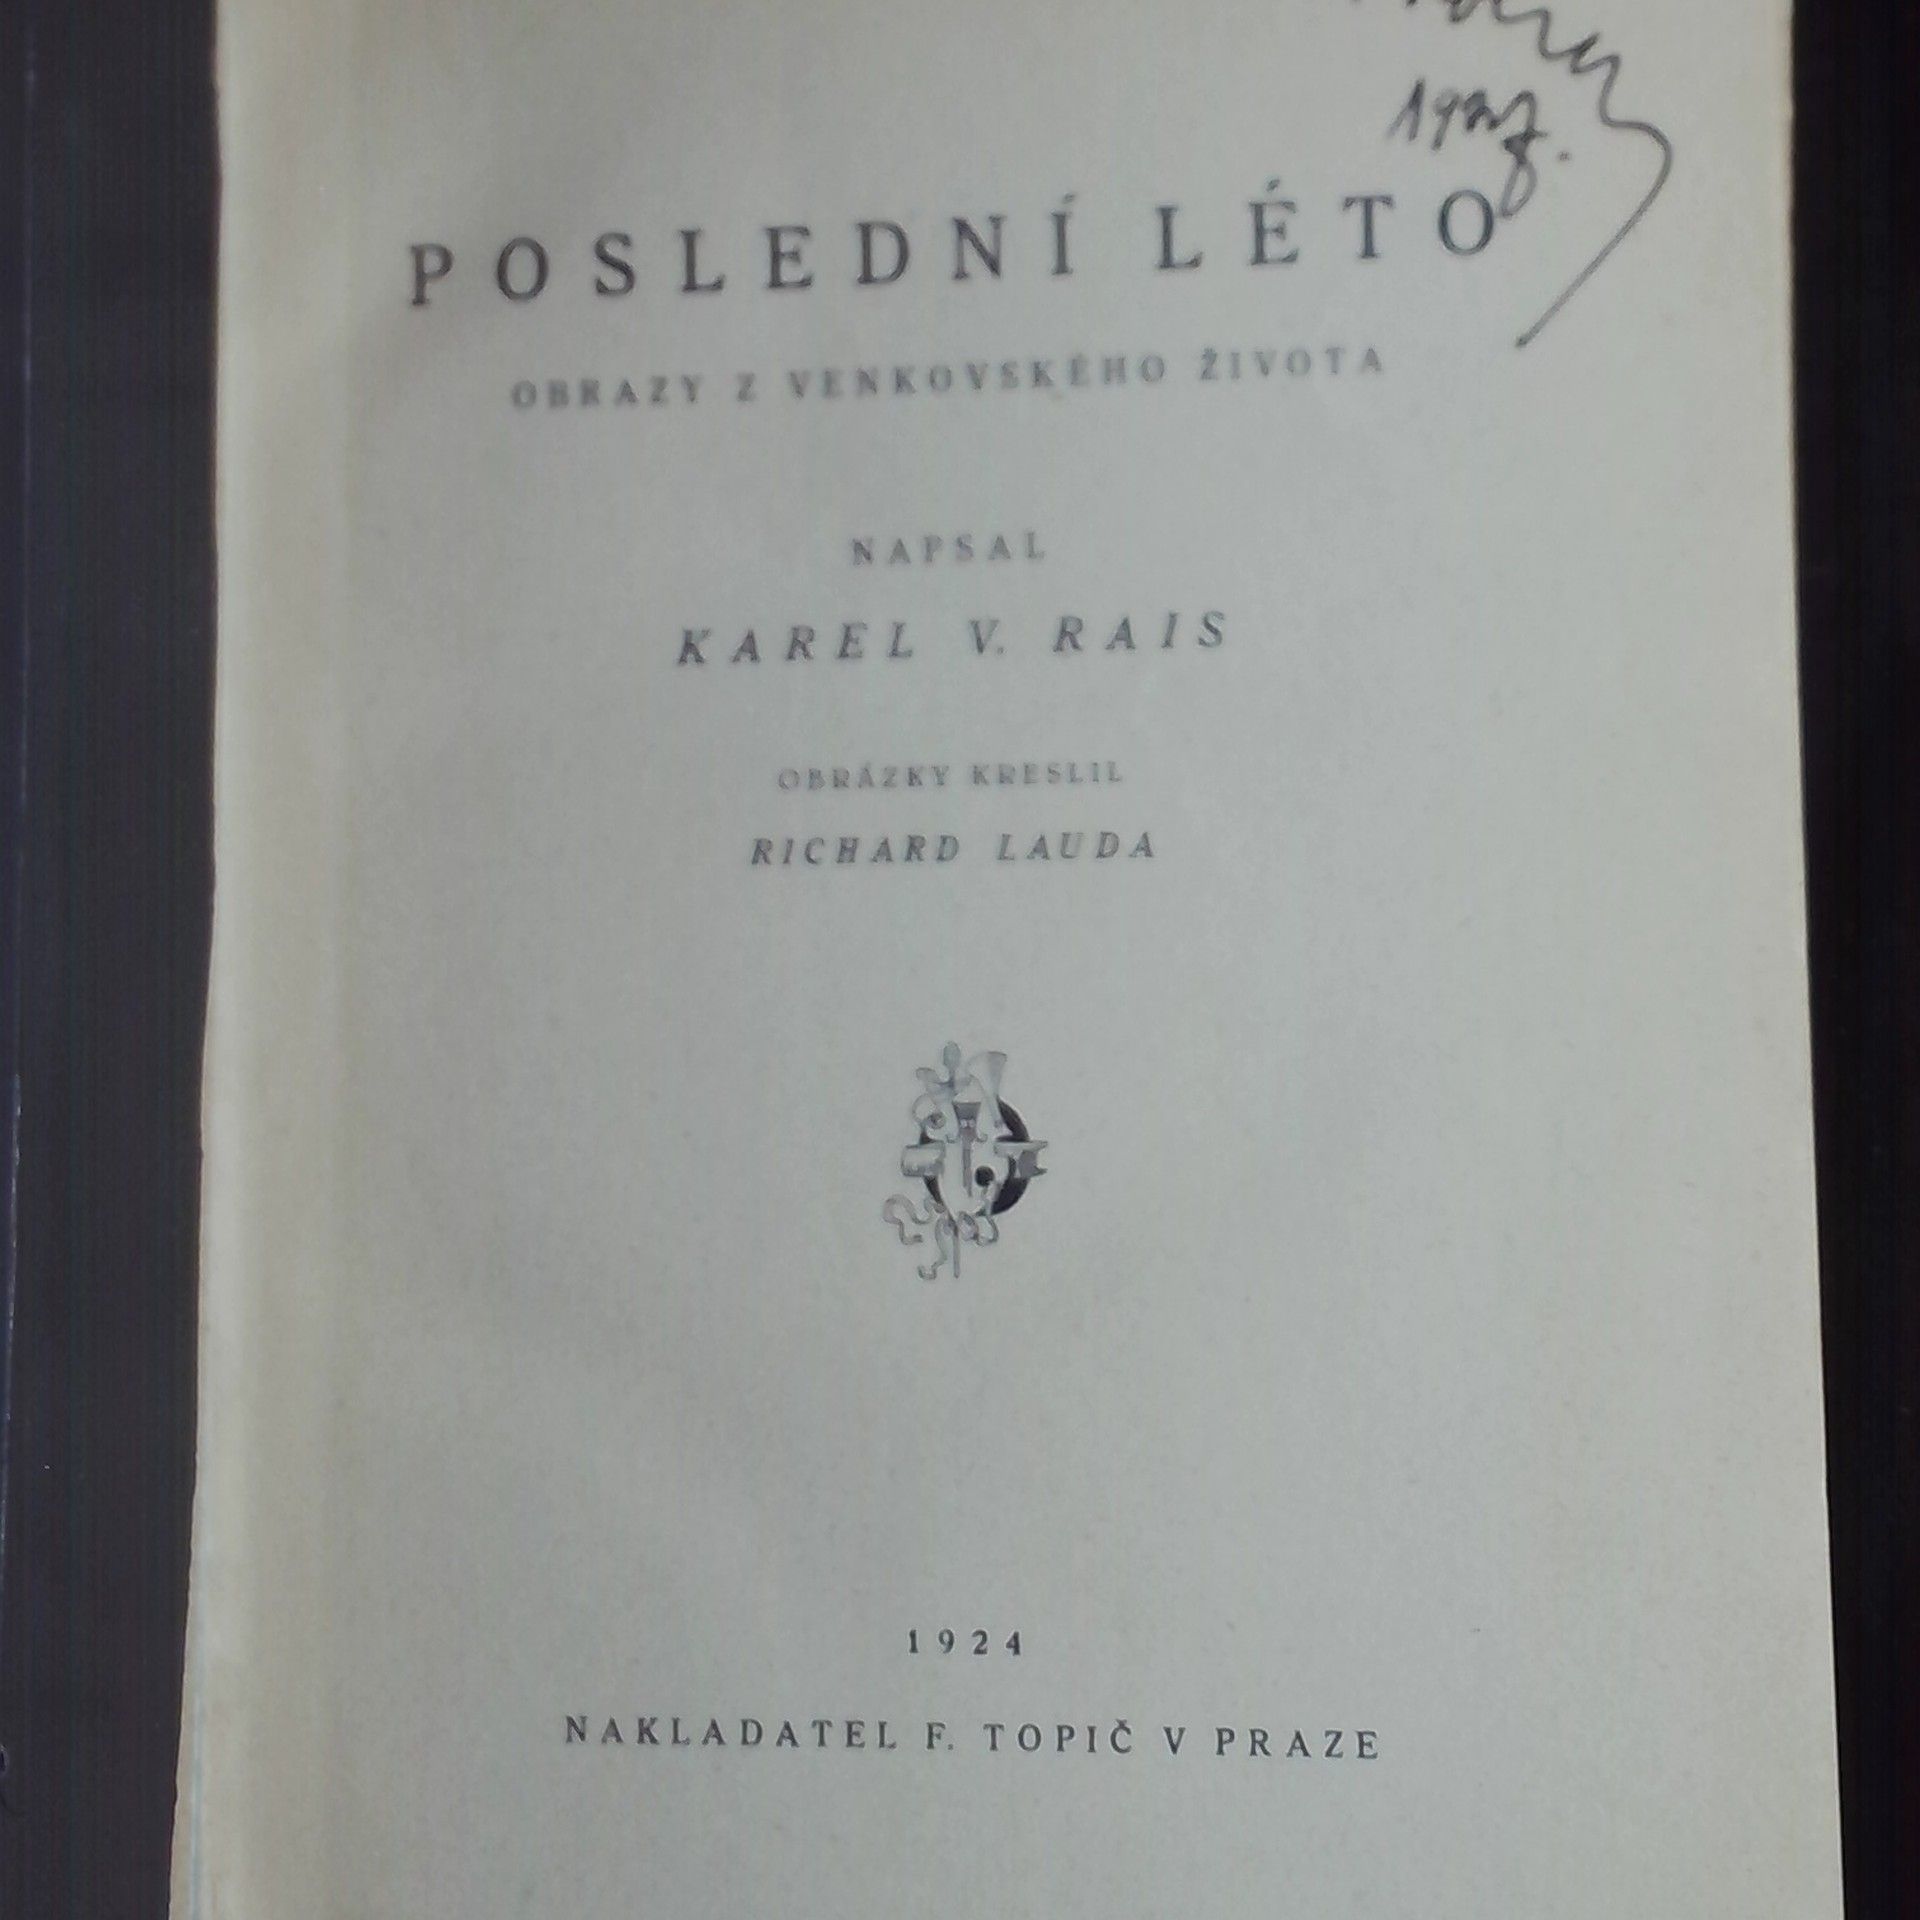 POSLEDNÍ LÉTO
OBRAZY Z VENKOVSKÉHO ŽIVOTA
NAPSAL
KAREL V. RAIS
OBRÁZKY KRESLIL
RICHARD LAUDA
1924
NAKLADATEL F. TOPIČ V PRAZE